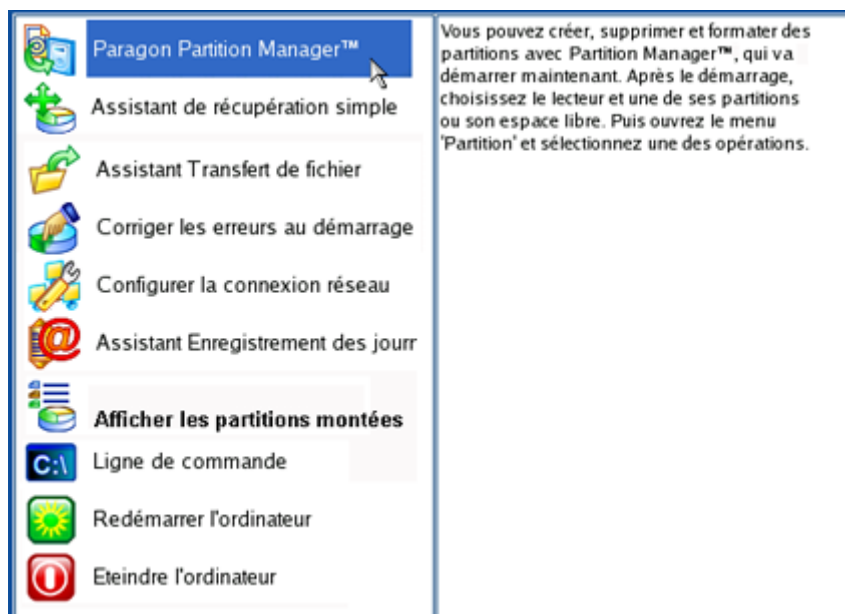 Paragon Partition Manager™
Assistant de récupération simple
Assistant Transfert de fichier
Corriger les erreurs au démarrage
Configurer la connexion réseau
Assistant Enregistrement des jourr
Afficher les partitions montées
C:\ Ligne de commande
Redémarrer l'ordinateur
Eteindre l'ordinateur
Vous pouvez créer, supprimer et formater des
partitions avec Partition Manager™, qui va
démarrer maintenant. Après le démarrage,
choisissez le lecteur et une de ses partitions
ou son espace libre. Puis ouvrez le menu
'Partition' et sélectionnez une des opérations.